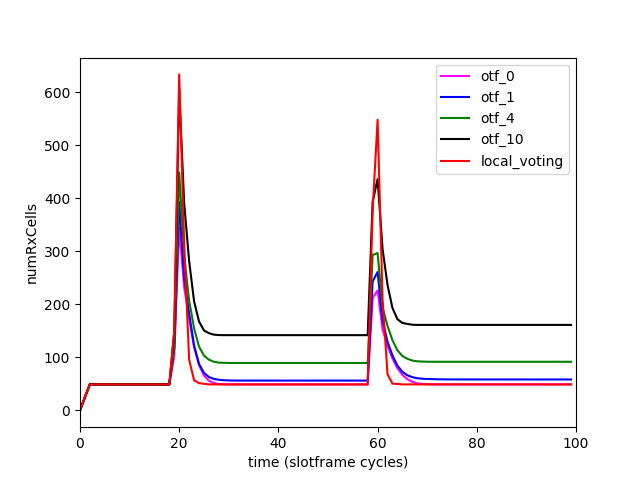 600
500
400
300
200
100
0
numRxCells
0 20 40 60 80 100
time (slotframe cycles)
otf_0
otf_1
otf_4
otf_10
local_voting